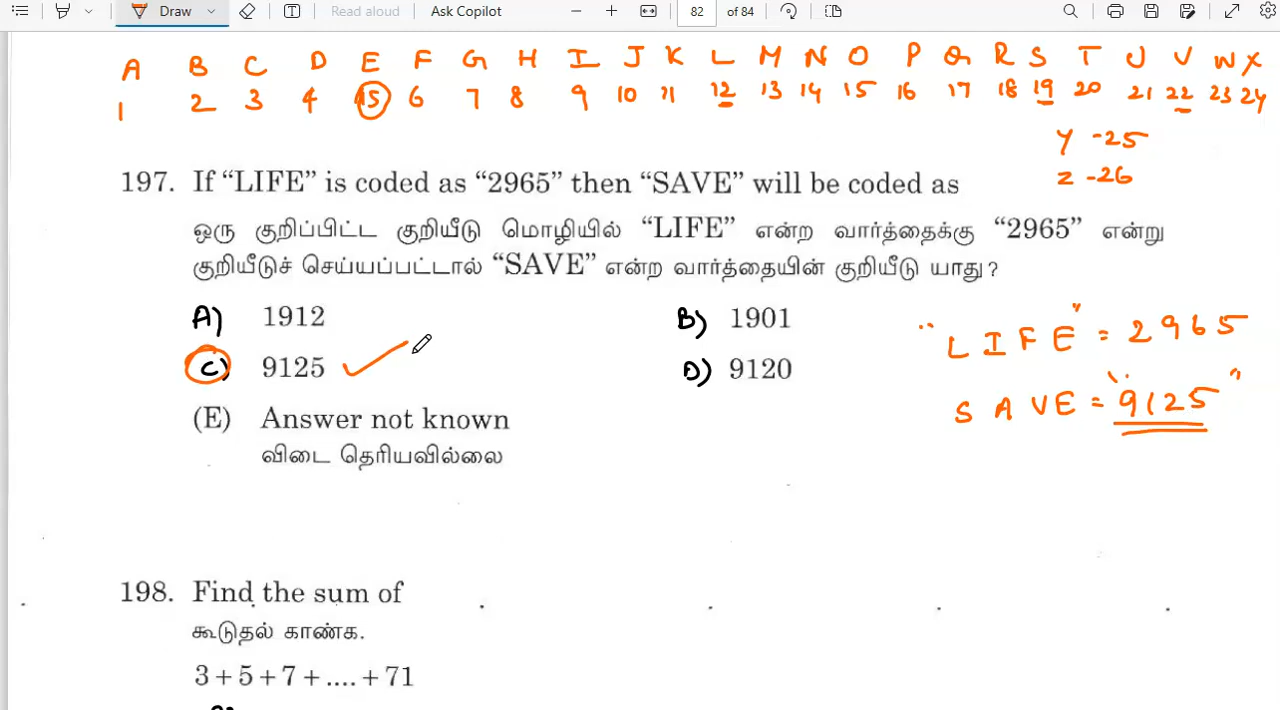 Draw Read aloud Ask Copilot 82 of 84
A B C D E F G H I J K L M N O P Q R S T U V W X
1 2 3 4 15 6 7 8 9 10 11 12 13 14 15 16 17 18 19 20 21 22 23 24
Y -25
Z -26
197. If “LIFE” is coded as “2965” then “SAVE” will be coded as
ஒரு குறிப்பிட்ட குறியீடு மொழியில் “LIFE” என்ற வார்த்தைக்கு “2965” என்று
குறியீடுச் செய்யப்பட்டால் “SAVE” என்ற வார்த்தையின் குறியீடு யாது?
A) 1912 B) 1901
"LIFE" = 2965
C) 9125 D) 9120
SAVE = "9125"
(E) Answer not known
விடை தெரியவில்லை
198. Find the sum of
கூடுதல் காண்க.
3 + 5 + 7 + .... + 71